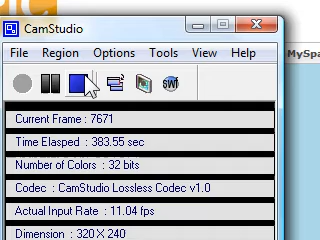 CamStudio
File Region Options Tools View Help
MySpa
SWF
Current Frame : 7671
Time Elasped : 383.55 sec
Number of Colors : 32 bits
Codec : CamStudio Lossless Codec v1.0
Actual Input Rate : 11.04 fps
Dimension : 320 X 240